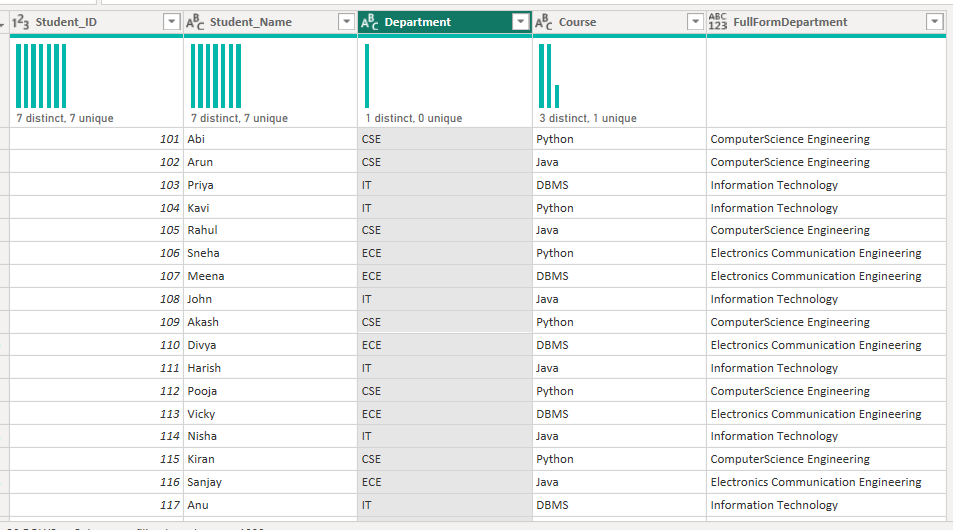 1²3 Student_ID ABC Student_Name ABC Department ABC Course ABC123 FullFormDepartment
7 distinct, 7 unique 7 distinct, 7 unique 1 distinct, 0 unique 3 distinct, 1 unique
101 Abi CSE Python ComputerScience Engineering
102 Arun CSE Java ComputerScience Engineering
103 Priya IT DBMS Information Technology
104 Kavi IT Python Information Technology
105 Rahul CSE Java ComputerScience Engineering
106 Sneha ECE Python Electronics Communication Engineering
107 Meena ECE DBMS Electronics Communication Engineering
108 John IT Java Information Technology
109 Akash CSE Python ComputerScience Engineering
110 Divya ECE DBMS Electronics Communication Engineering
111 Harish IT Java Information Technology
112 Pooja CSE Python ComputerScience Engineering
113 Vicky ECE DBMS Electronics Communication Engineering
114 Nisha IT Java Information Technology
115 Kiran CSE Python ComputerScience Engineering
116 Sanjay ECE Java Electronics Communication Engineering
117 Anu IT DBMS Information Technology